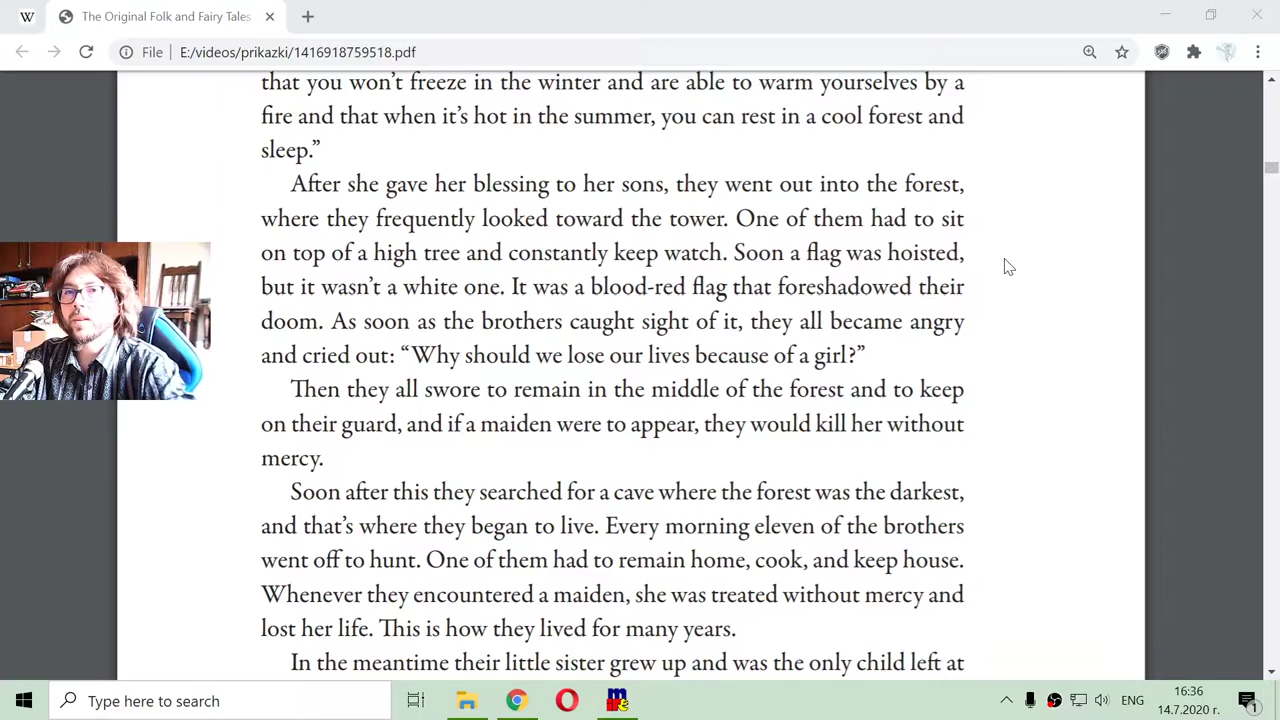 The Original Folk and Fairy Tales
File
E:/videos/prikazki/1416918759518.pdf
that you won't freeze in the winter and are able to warm yourselves by a
fire and that when it's hot in the summer, you can rest in a cool forest and
sleep.”
After she gave her blessing to her sons, they went out into the forest,
where they frequently looked toward the tower. One of them had to sit
on top of a high tree and constantly keep watch. Soon a flag was hoisted,
but it wasn't a white one. It was a blood-red flag that foreshadowed their
doom. As soon as the brothers caught sight of it, they all became angry
and cried out: “Why should we lose our lives because of a girl?”
Then they all swore to remain in the middle of the forest and to keep
on their guard, and if a maiden were to appear, they would kill her without
mercy.
Soon after this they searched for a cave where the forest was the darkest,
and that's where they began to live. Every morning eleven of the brothers
went off to hunt. One of them had to remain home, cook, and keep house.
Whenever they encountered a maiden, she was treated without mercy and
lost her life. This is how they lived for many years.
In the meantime their little sister grew up and was the only child left at
Type here to search
ЕНГ
16:36
14.7.2020 г.